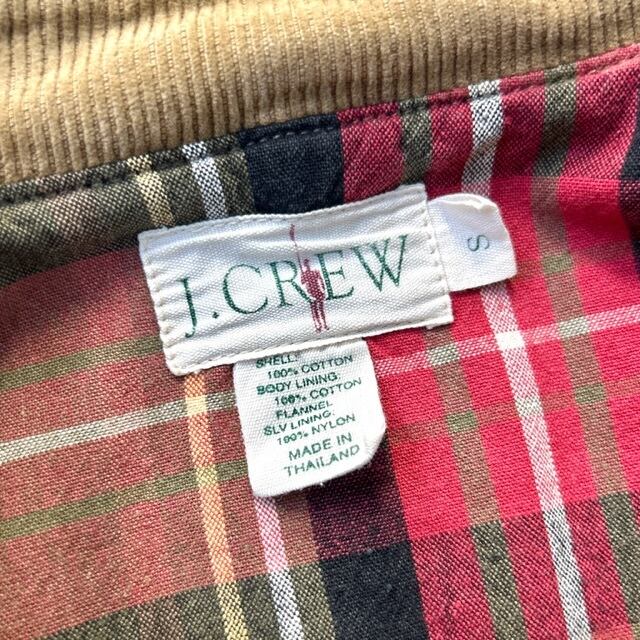 J.CREW
S
SHELL:
100% COTTON
BODY LINING:
100% COTTON
FLANNEL
SLV LINING:
100% NYLON
MADE IN
THAILAND